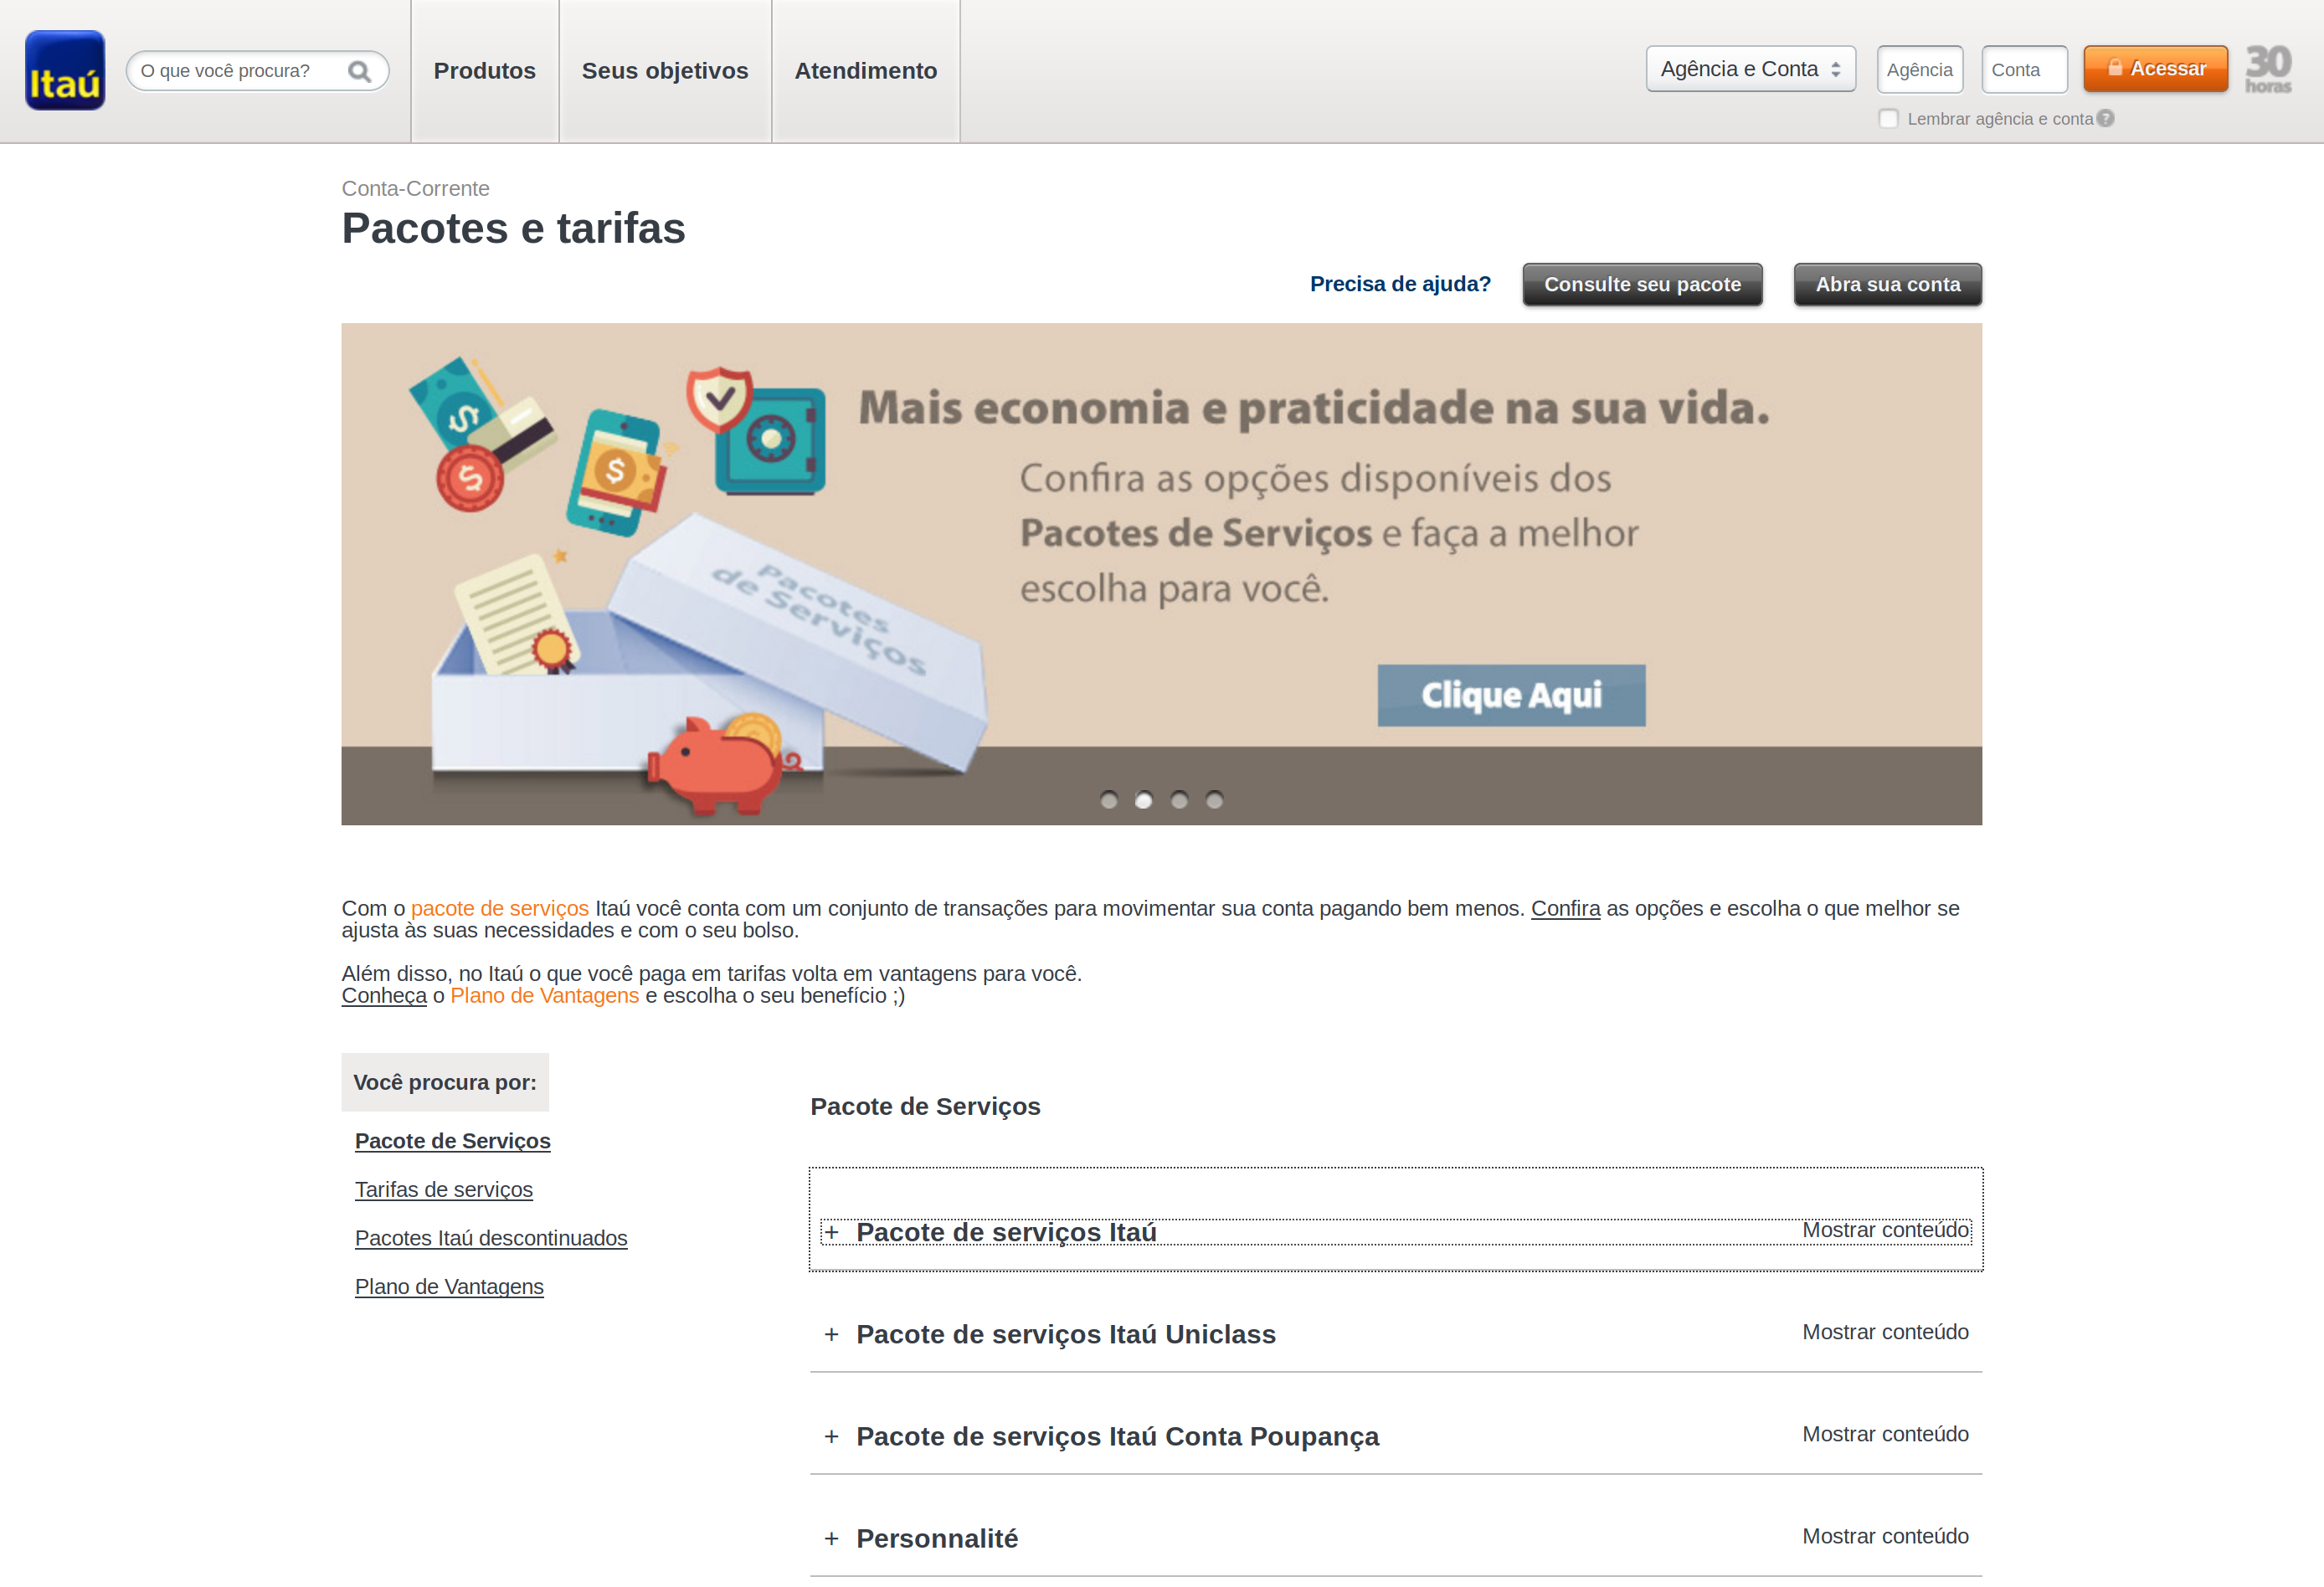 Itaú
O que você procura?
Produtos
Seus objetivos
Atendimento
Agência e Conta
Agência
Conta
Acessar
30
horas
Lembrar agência e conta ?
Conta-Corrente
Pacotes e tarifas
Precisa de ajuda?
Consulte seu pacote
Abra sua conta
Mais economia e praticidade na sua vida.
Confira as opções disponíveis dos
Pacotes de Serviços e faça a melhor
escolha para você.
Pacotes
de Serviços
Clique Aqui
Com o pacote de serviços Itaú você conta com um conjunto de transações para movimentar sua conta pagando bem menos. Confira as opções e escolha o que melhor se
ajusta às suas necessidades e com o seu bolso.
Além disso, no Itaú o que você paga em tarifas volta em vantagens para você.
Conheça o Plano de Vantagens e escolha o seu benefício ;)
Você procura por:
Pacote de Serviços
Tarifas de serviços
Pacotes Itaú descontinuados
Plano de Vantagens
Pacote de Serviços
+ Pacote de serviços Itaú Mostrar conteúdo
+ Pacote de serviços Itaú Uniclass Mostrar conteúdo
+ Pacote de serviços Itaú Conta Poupança Mostrar conteúdo
+ Personnalité Mostrar conteúdo